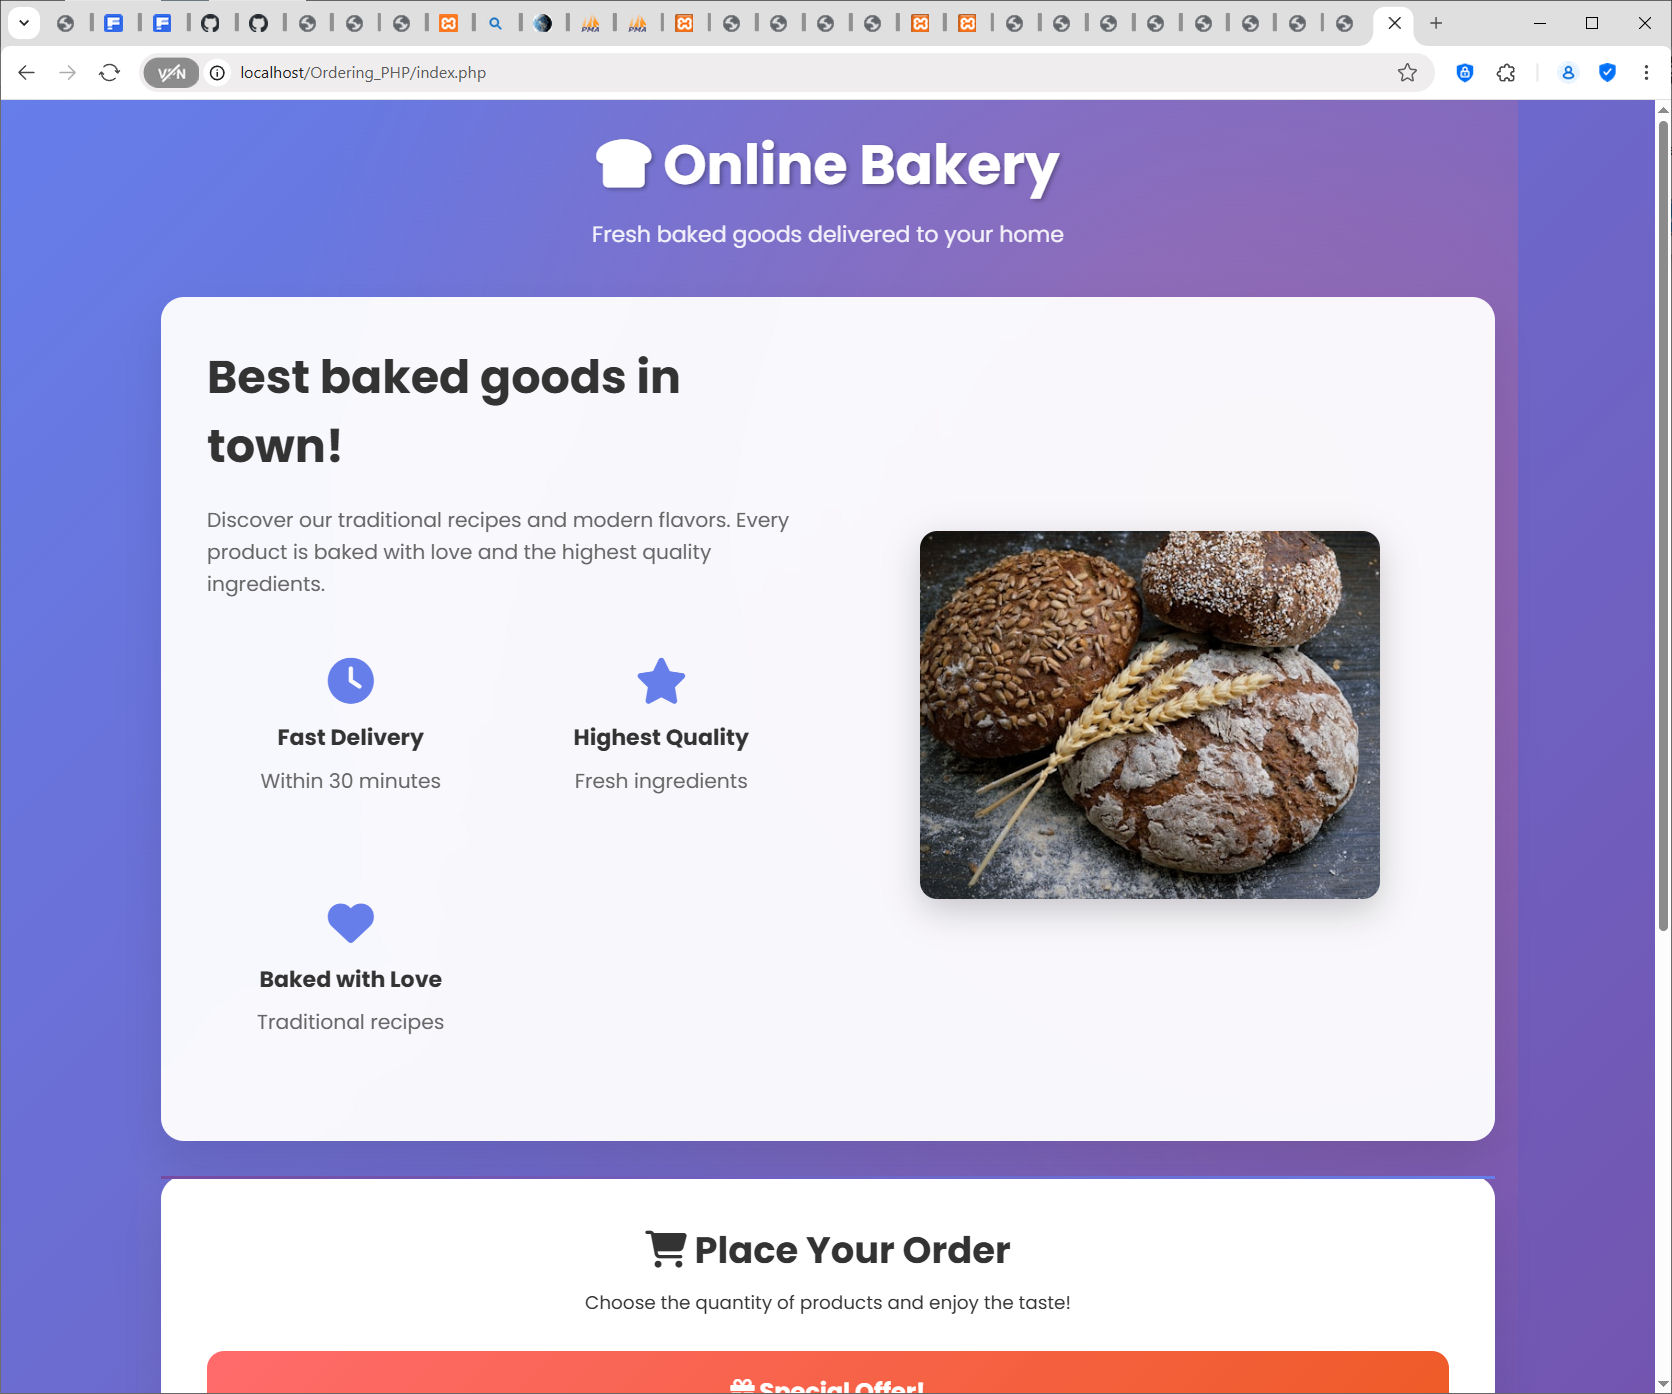 VPN
localhost/Ordering_PHP/index.php
Online Bakery
Fresh baked goods delivered to your home
Best baked goods in
town!
Discover our traditional recipes and modern flavors. Every
product is baked with love and the highest quality
ingredients.
Fast Delivery
Within 30 minutes
Highest Quality
Fresh ingredients
Baked with Love
Traditional recipes
Place Your Order
Choose the quantity of products and enjoy the taste!
Special Offer!